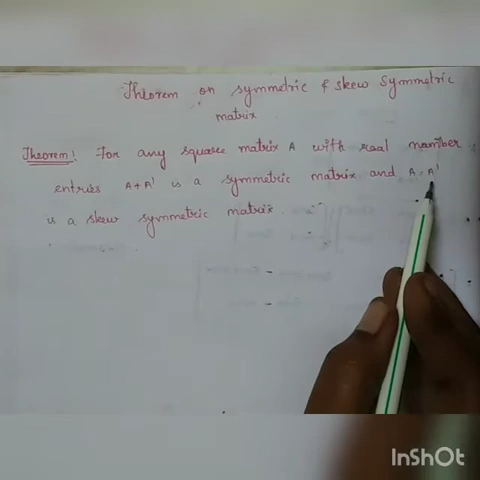 Theorem on symmetric & skew symmetric
matrix.
Theorem: For any square matrix A with real number
entries A+A' is a symmetric matrix and A-A'
is a skew symmetric matrix.
InShOt